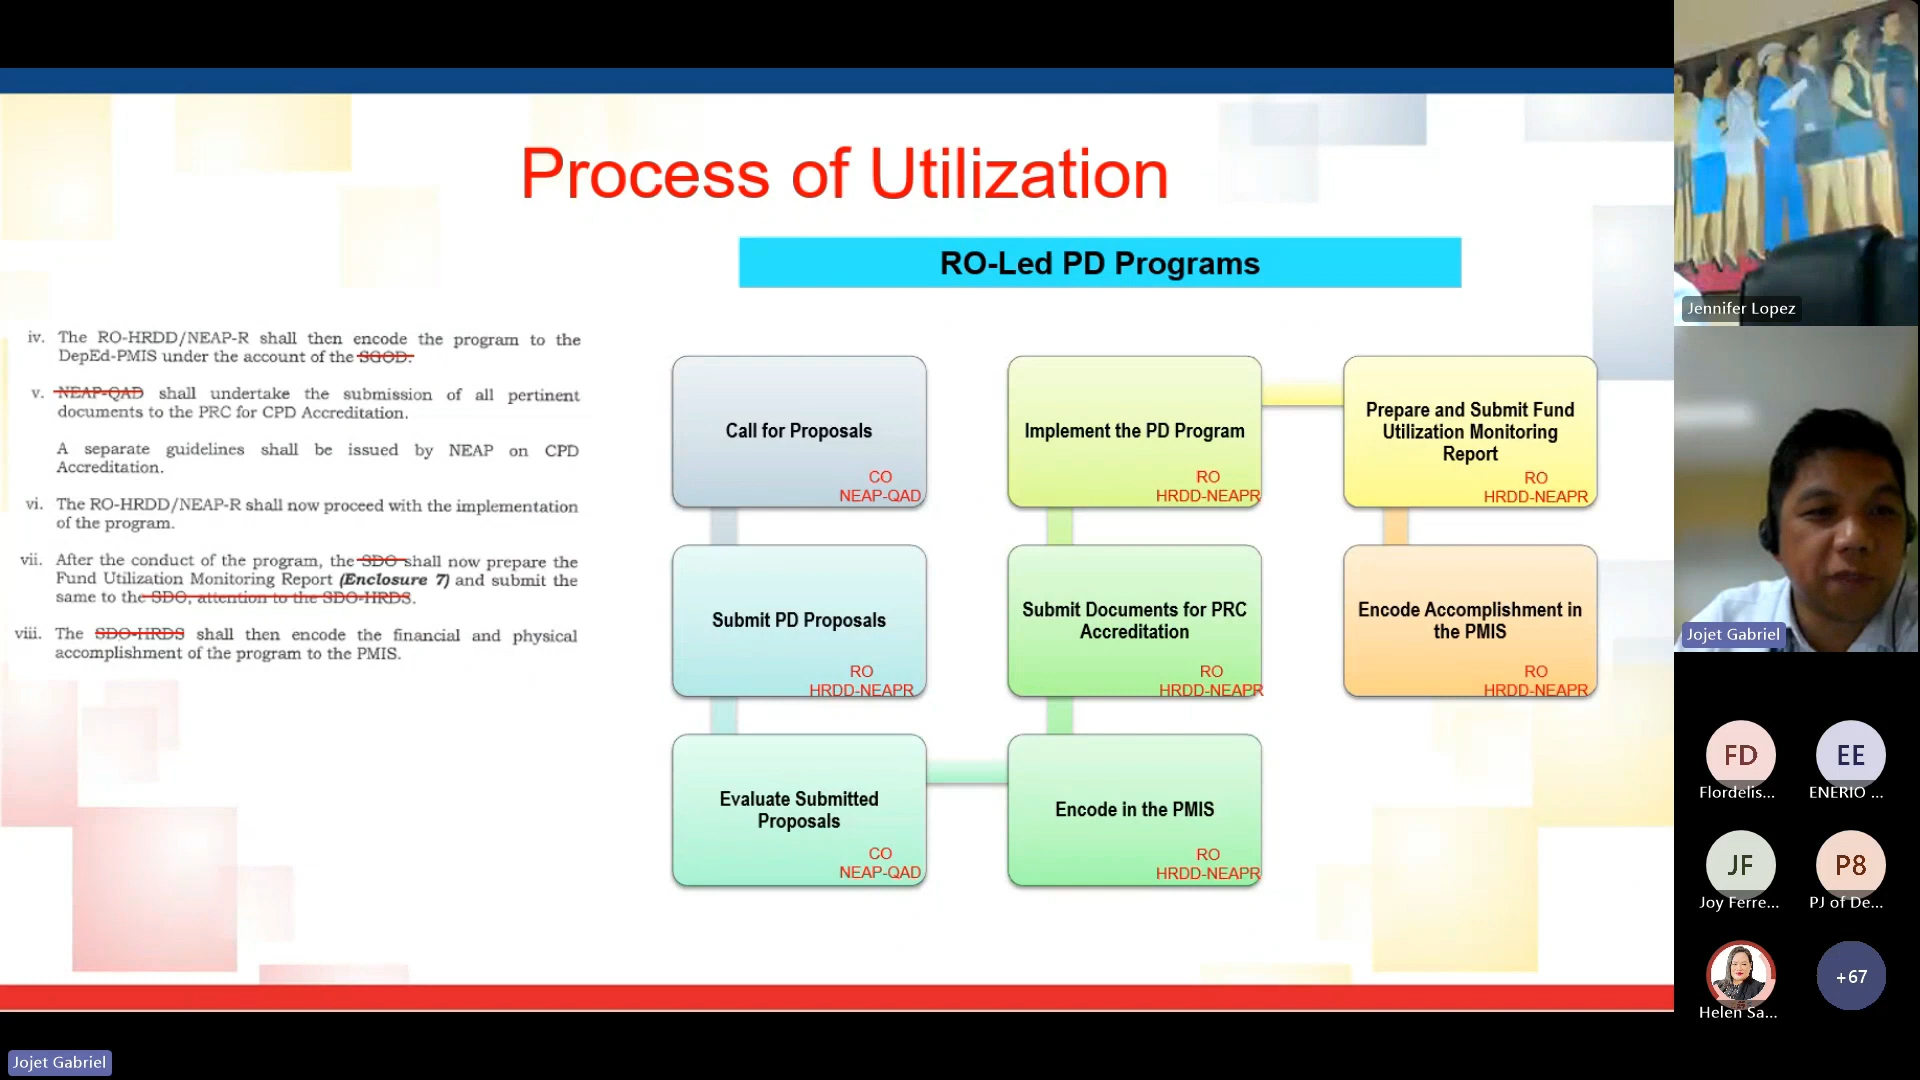 Process of Utilization
RO-Led PD Programs
iv. The RO-HRDD/NEAP-R shall then encode the program to the
DepEd-PMIS under the account of the SGOD.
v. NEAP-QAD shall undertake the submission of all pertinent
documents to the PRC for CPD Accreditation.
A separate guidelines shall be issued by NEAP on CPD
Accreditation.
vi. The RO-HRDD/NEAP-R shall now proceed with the implementation
of the program.
vii. After the conduct of the program, the SDO shall now prepare the
Fund Utilization Monitoring Report (Enclosure 7) and submit the
same to the SDO, attention to the SDO-HRDS.
viii. The SDO-HRDS shall then encode the financial and physical
accomplishment of the program to the PMIS.
Call for Proposals
CO
NEAP-QAD
Submit PD Proposals
RO
HRDD-NEAPR
Evaluate Submitted
Proposals
CO
NEAP-QAD
Encode in the PMIS
RO
HRDD-NEAPR
Submit Documents for PRC
Accreditation
RO
HRDD-NEAPR
Implement the PD Program
RO
HRDD-NEAPR
Prepare and Submit Fund
Utilization Monitoring
Report
RO
HRDD-NEAPR
Encode Accomplishment in
the PMIS
RO
HRDD-NEAPR
Jennifer Lopez
Jojet Gabriel
FD
Flordelis...
EE
ENERIO ...
JF
Joy Ferre...
P8
PJ of De...
Helen Sa...
+67
Jojet Gabriel